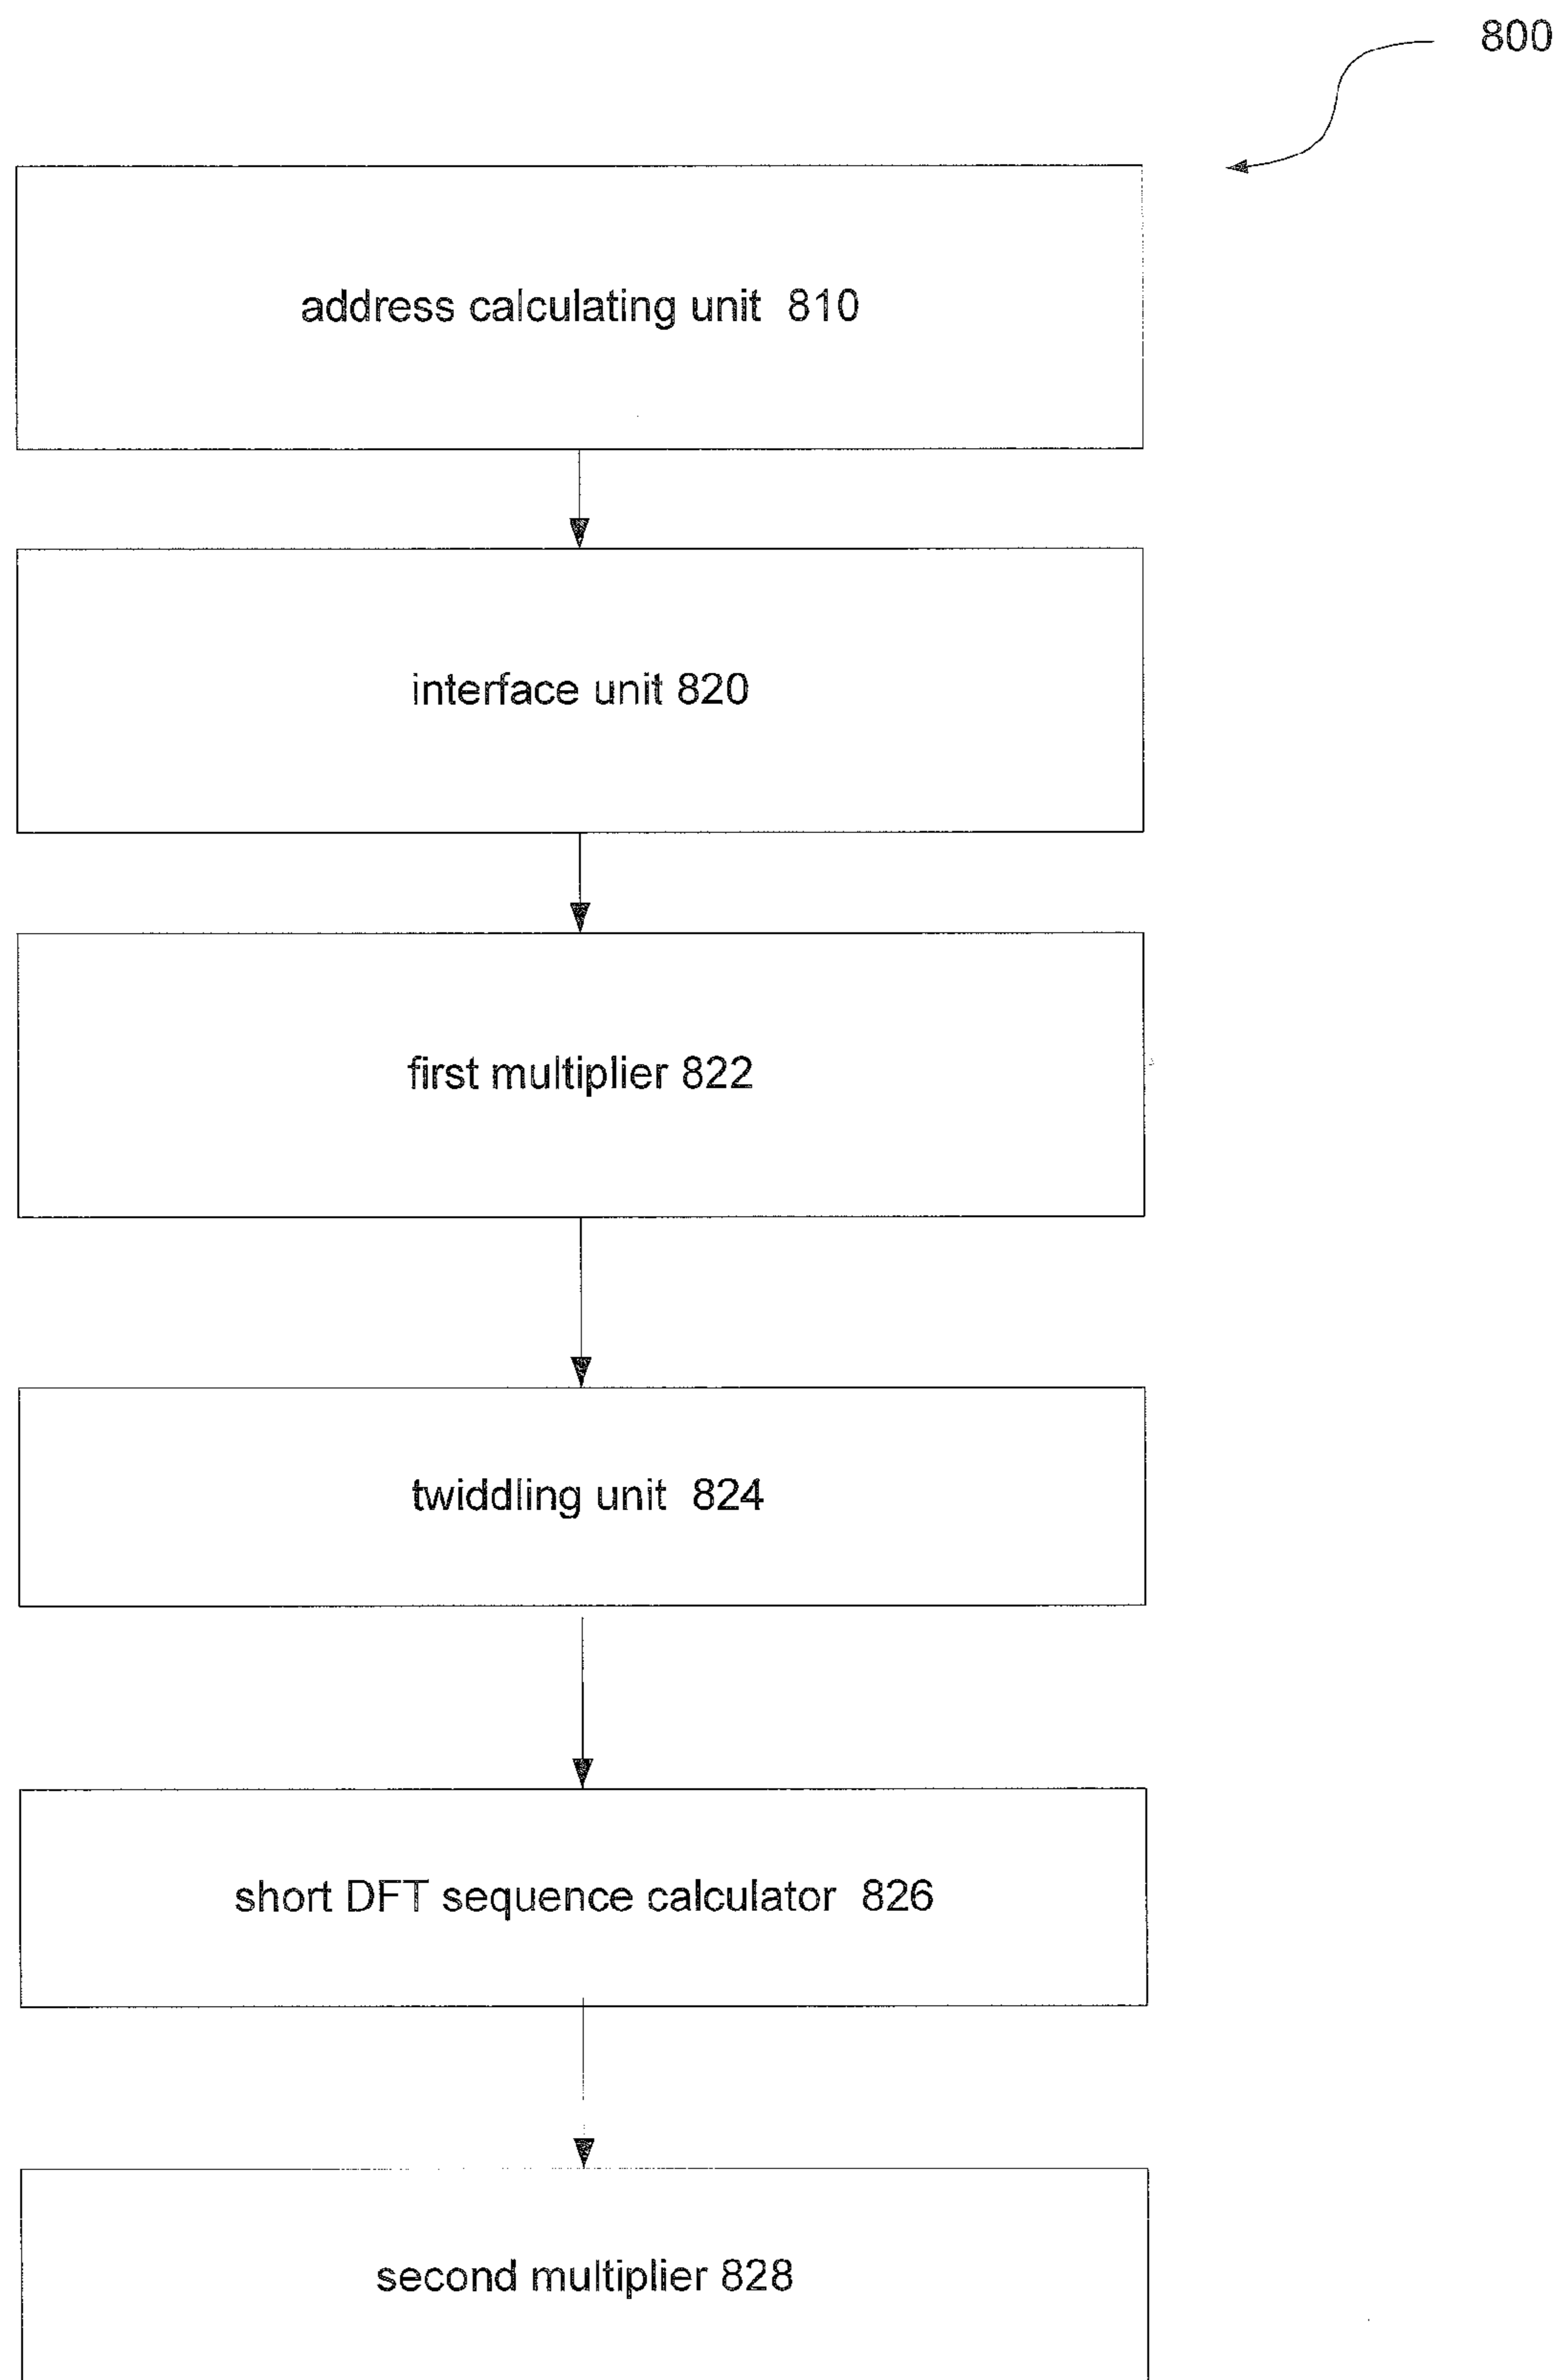 800
address calculating unit 810
interface unit 820
first multiplier 822
twiddling unit 824
short DFT sequence calculator 826
second multiplier 828